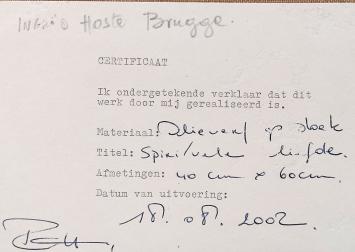 Hoste Brugge.
CERTIFICAAT
Ik ondergetekende verklaar dat dit
werk door mij gerealiseerd is.
Materiaal: Olieverf op doek
Titel: Spirituele liefde.
Afmetingen: 40 cm x 60cm.
Datum van uitvoering:
18. 08. 2002.